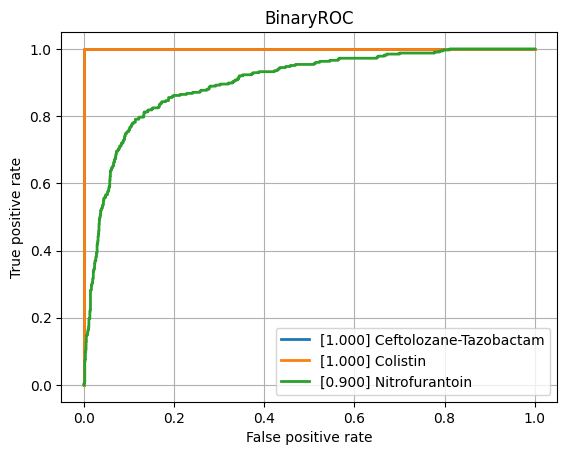 BinaryROC
True positive rate
1.0
0.8
0.6
0.4
0.2
0.0
[1.000] Ceftolozane-Tazobactam
[1.000] Colistin
[0.900] Nitrofurantoin
0.0 0.2 0.4 0.6 0.8 1.0
False positive rate